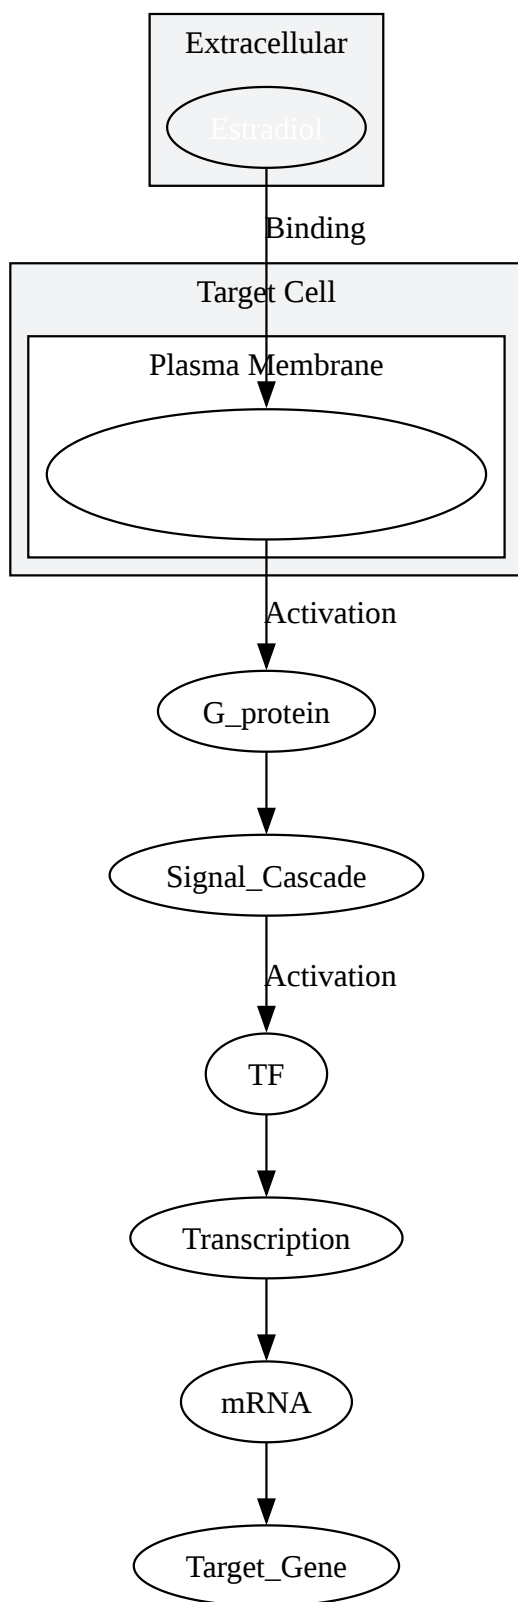 Extracellular
Estradiol
Binding
Target Cell
Plasma Membrane
Activation
G_protein
Signal_Cascade
Activation
TF
Transcription
mRNA
Target_Gene